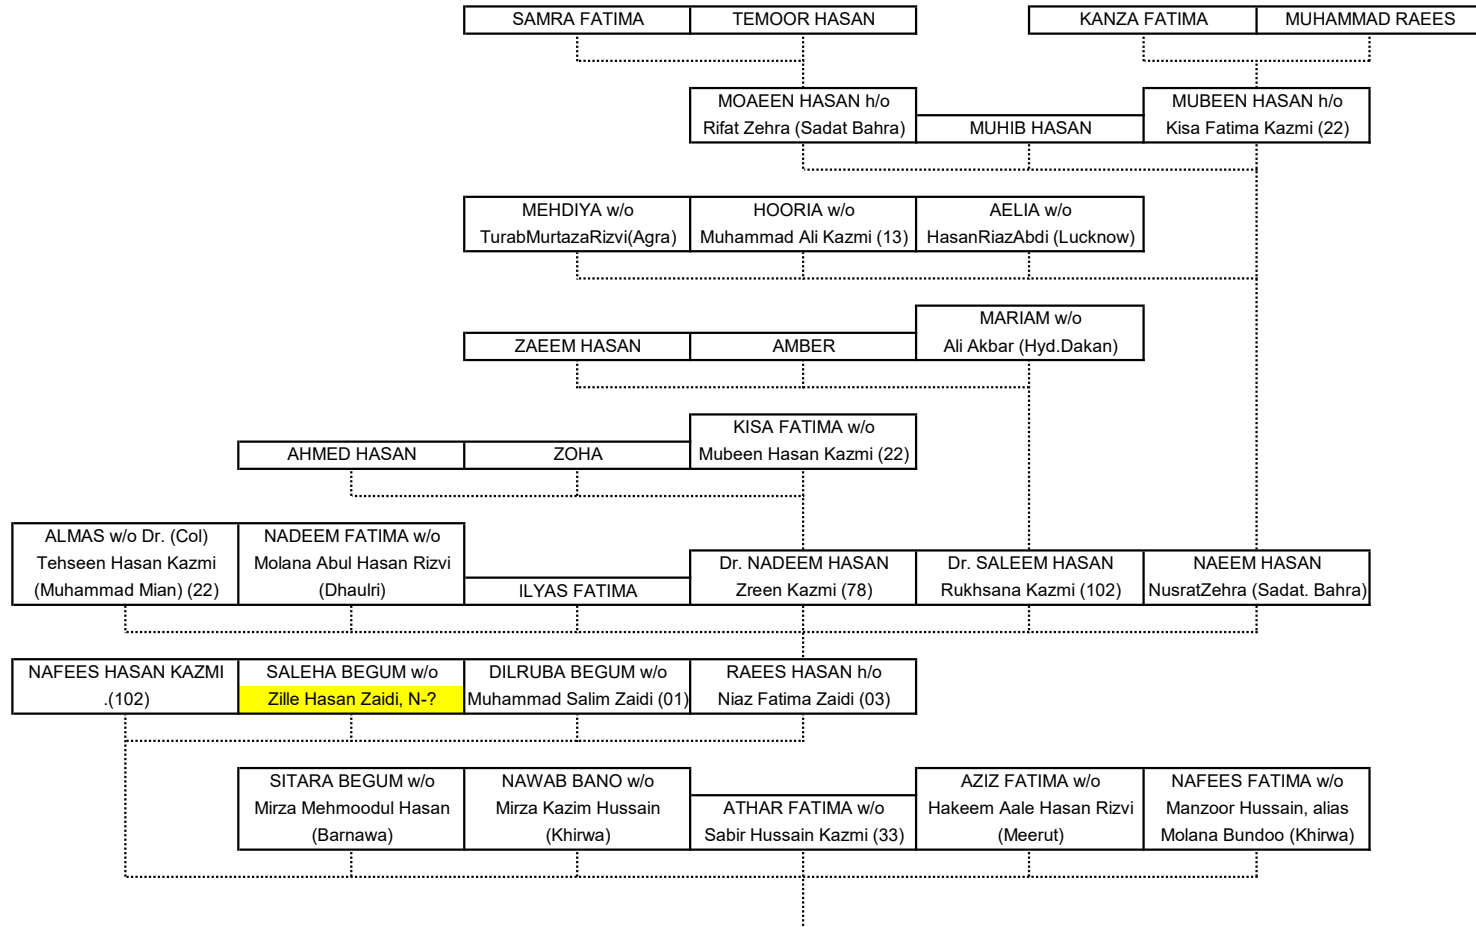 SAMRA FATIMA
TEMOOR HASAN
KANZA FATIMA
MUHAMMAD RAEES
MOAEEN HASAN h/o
Rifat Zehra (Sadat Bahra)
MUHIB HASAN
MUBEEN HASAN h/o
Kisa Fatima Kazmi (22)
MEHDIYA w/o
TurabMurtazaRizvi(Agra)
HOORIA w/o
Muhammad Ali Kazmi (13)
AELIA w/o
HasanRiazAbdi (Lucknow)
ZAEEM HASAN
AMBER
MARIAM w/o
Ali Akbar (Hyd.Dakan)
AHMED HASAN
ZOHA
KISA FATIMA w/o
Mubeen Hasan Kazmi (22)
ALMAS w/o Dr. (Col)
Tehseen Hasan Kazmi
(Muhammad Mian) (22)
NADEEM FATIMA w/o
Molana Abul Hasan Rizvi
(Dhaulri)
ILYAS FATIMA
Dr. NADEEM HASAN
Zreen Kazmi (78)
Dr. SALEEM HASAN
Rukhsana Kazmi (102)
NAEEM HASAN
NusratZehra (Sadat. Bahra)
NAFEES HASAN KAZMI
.(102)
SALEHA BEGUM w/o
Zille Hasan Zaidi, N-?
DILRUBA BEGUM w/o
Muhammad Salim Zaidi (01)
RAEES HASAN h/o
Niaz Fatima Zaidi (03)
SITARA BEGUM w/o
Mirza Mehmoodul Hasan
(Barnawa)
NAWAB BANO w/o
Mirza Kazim Hussain
(Khirwa)
ATHAR FATIMA w/o
Sabir Hussain Kazmi (33)
AZIZ FATIMA w/o
Hakeem Aale Hasan Rizvi
(Meerut)
NAFEES FATIMA w/o
Manzoor Hussain, alias
Molana Bundoo (Khirwa)